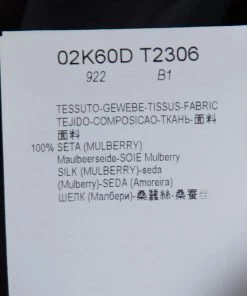 02K60D T2306
922 B1
TESSUTO-GEWEBE-TISSUS-FABRIC
TEJIDO-COMPOSICAO-ТКАНЬ-面料
面料
100% SETA (MULBERRY)
Maulbeerseide-SOIE Mulberry
SILK (MULBERRY)-seda
(Mulberry)-SEDA (Amoreira)
ШЕЛК (Малбери)-桑蠶絲-桑蚕丝